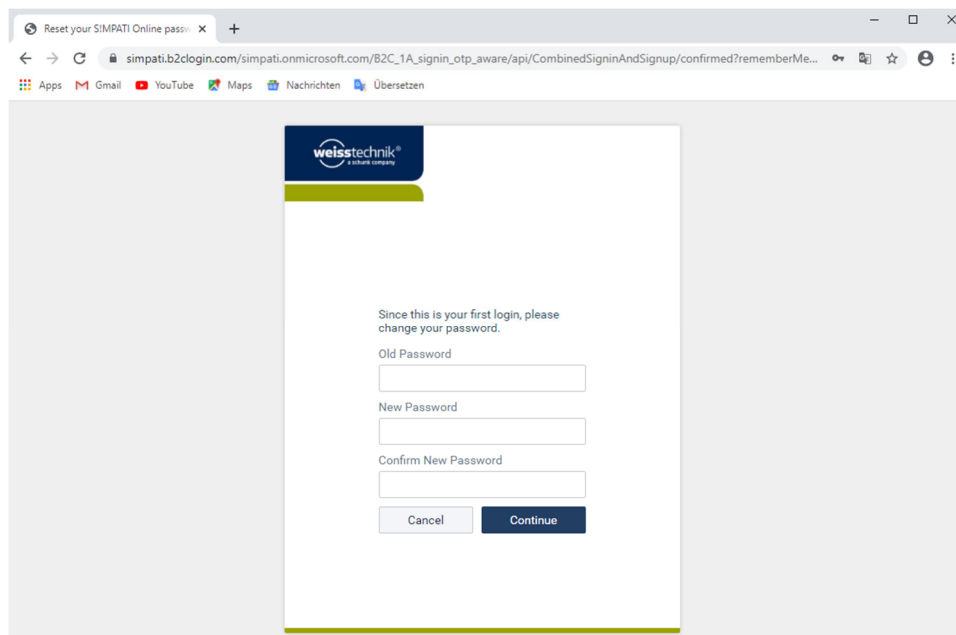 Reset your S!MPATI Online passw
simpati.b2clogin.com/simpati.onmicrosoft.com/B2C_1A_signin_otp_aware/api/CombinedSigninAndSignup/confirmed?rememberMe...
Apps Gmail YouTube Maps Nachrichten Übersetzen
weisstechnik®
a schunk company
Since this is your first login, please
change your password.
Old Password
New Password
Confirm New Password
Cancel Continue